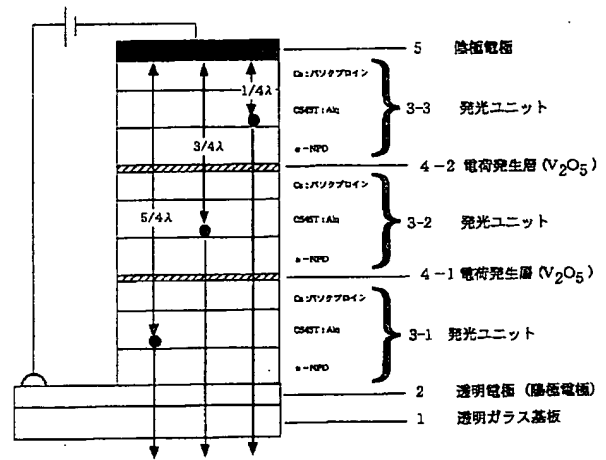 5 陰極電極
Cs:バソクプロイン
1/4λ
C545T:Alq
3-3 発光ユニット
3/4λ
α-NPD
4-2 電荷発生層 (V2O5)
Cs:バソクプロイン
5/4λ
C545T:Alq
3-2 発光ユニット
α-NPD
4-1 電荷発生層 (V2O5)
Cs:バソクプロイン
C545T:Alq
3-1 発光ユニット
α-NPD
2 透明電極 (陽極電極)
1 透明ガラス基板